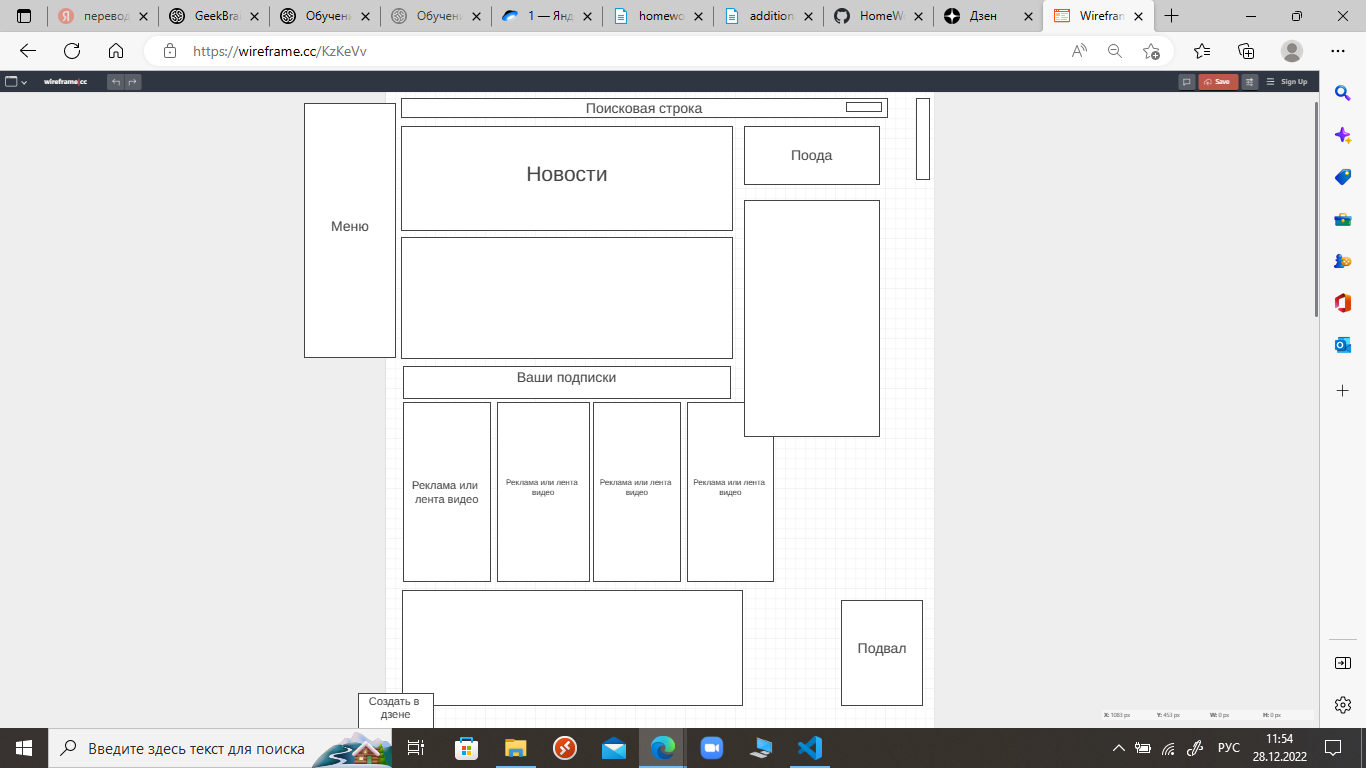 перевод
GeekBra
Обучени
Обучени
1 — Янд
homewo
addition
HomeWo
Дзен
Wirefram
https://wireframe.cc/KzKeVv
wireframe|cc
Save
Sign Up
Поисковая строка
Новости
Поода
Меню
Ваши подписки
Реклама или
лента видео
Реклама или лента
видео
Реклама или лента
видео
Реклама или лента
видео
Подвал
Создать в
дзене
X: 1083 px
Y: 453 px
W: 0 px
H: 0 px
Введите здесь текст для поиска
РУС
11:54
28.12.2022